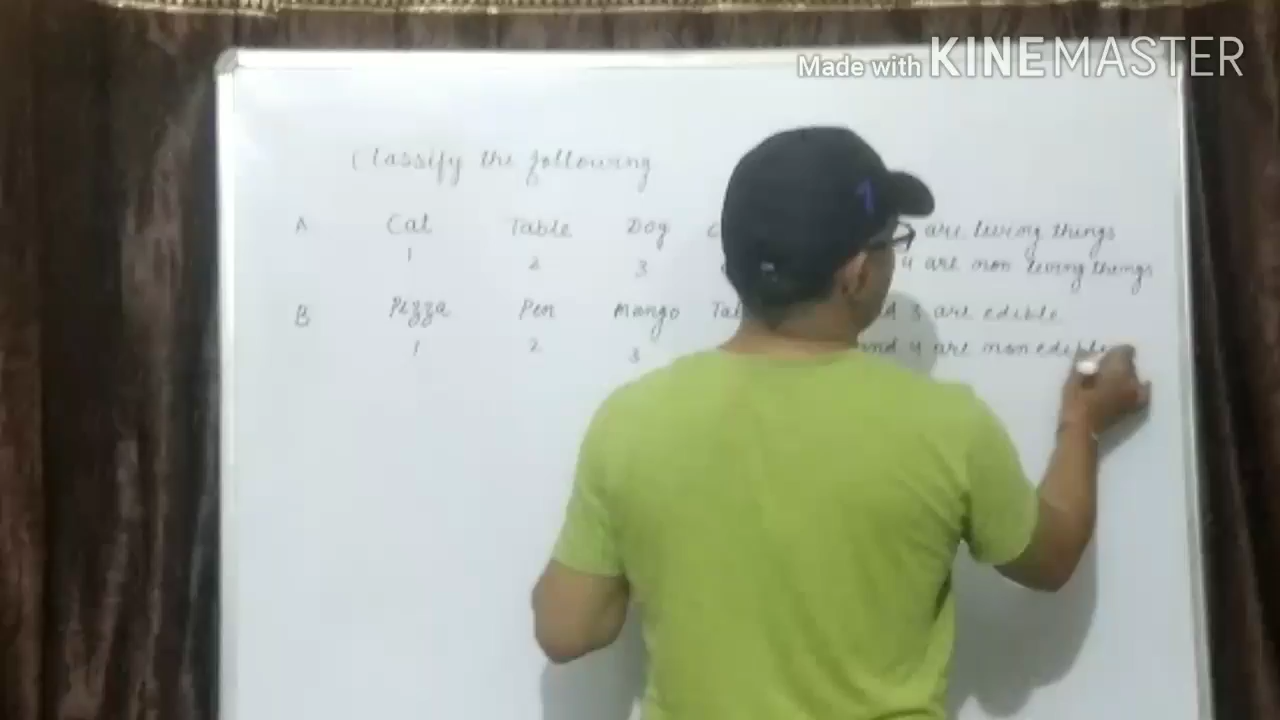 Made with KINEMASTER
Classify the following
A Cat Table Dog are living things
1 2 3 4 are non living things
B Pizza Pen Mango 3 are edible
1 2 3 and 4 are non edible